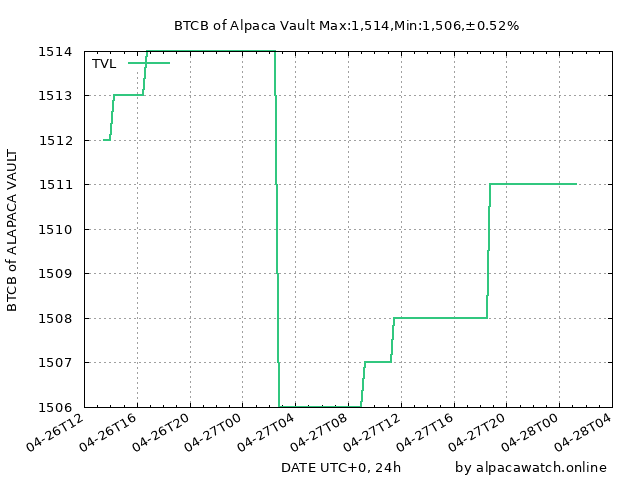 BTCB of Alpaca Vault Max:1,514,Min:1,506,±0.52%
TVL
BTCB of ALAPACA VAULT
1514
1513
1512
1511
1510
1509
1508
1507
1506
04-26T12
04-26T16
04-26T20
04-27T00
04-27T04
04-27T08
04-27T12
04-27T16
04-27T20
04-28T00
04-28T04
DATE UTC+0, 24h
by alpacawatch.online